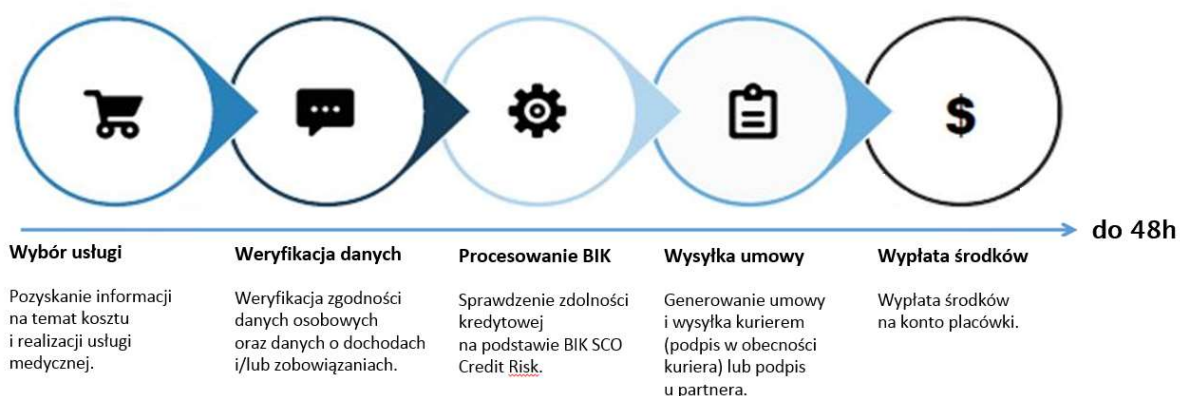 $
do 48h
Wybór usługi
Pozyskanie informacji
na temat kosztu
i realizacji usługi
medycznej.
Weryfikacja danych
Weryfikacja zgodności
danych osobowych
oraz danych o dochodach
i/lub zobowiązaniach.
Procesowanie BIK
Sprawdzenie zdolności
kredytowej
na podstawie BIK SCO
Credit Risk.
Wysyłka umowy
Generowanie umowy
i wysyłka kurierem
(podpis w obecności
kuriera) lub podpis
u partnera.
Wypłata środków
Wypłata środków
na konto placówki.